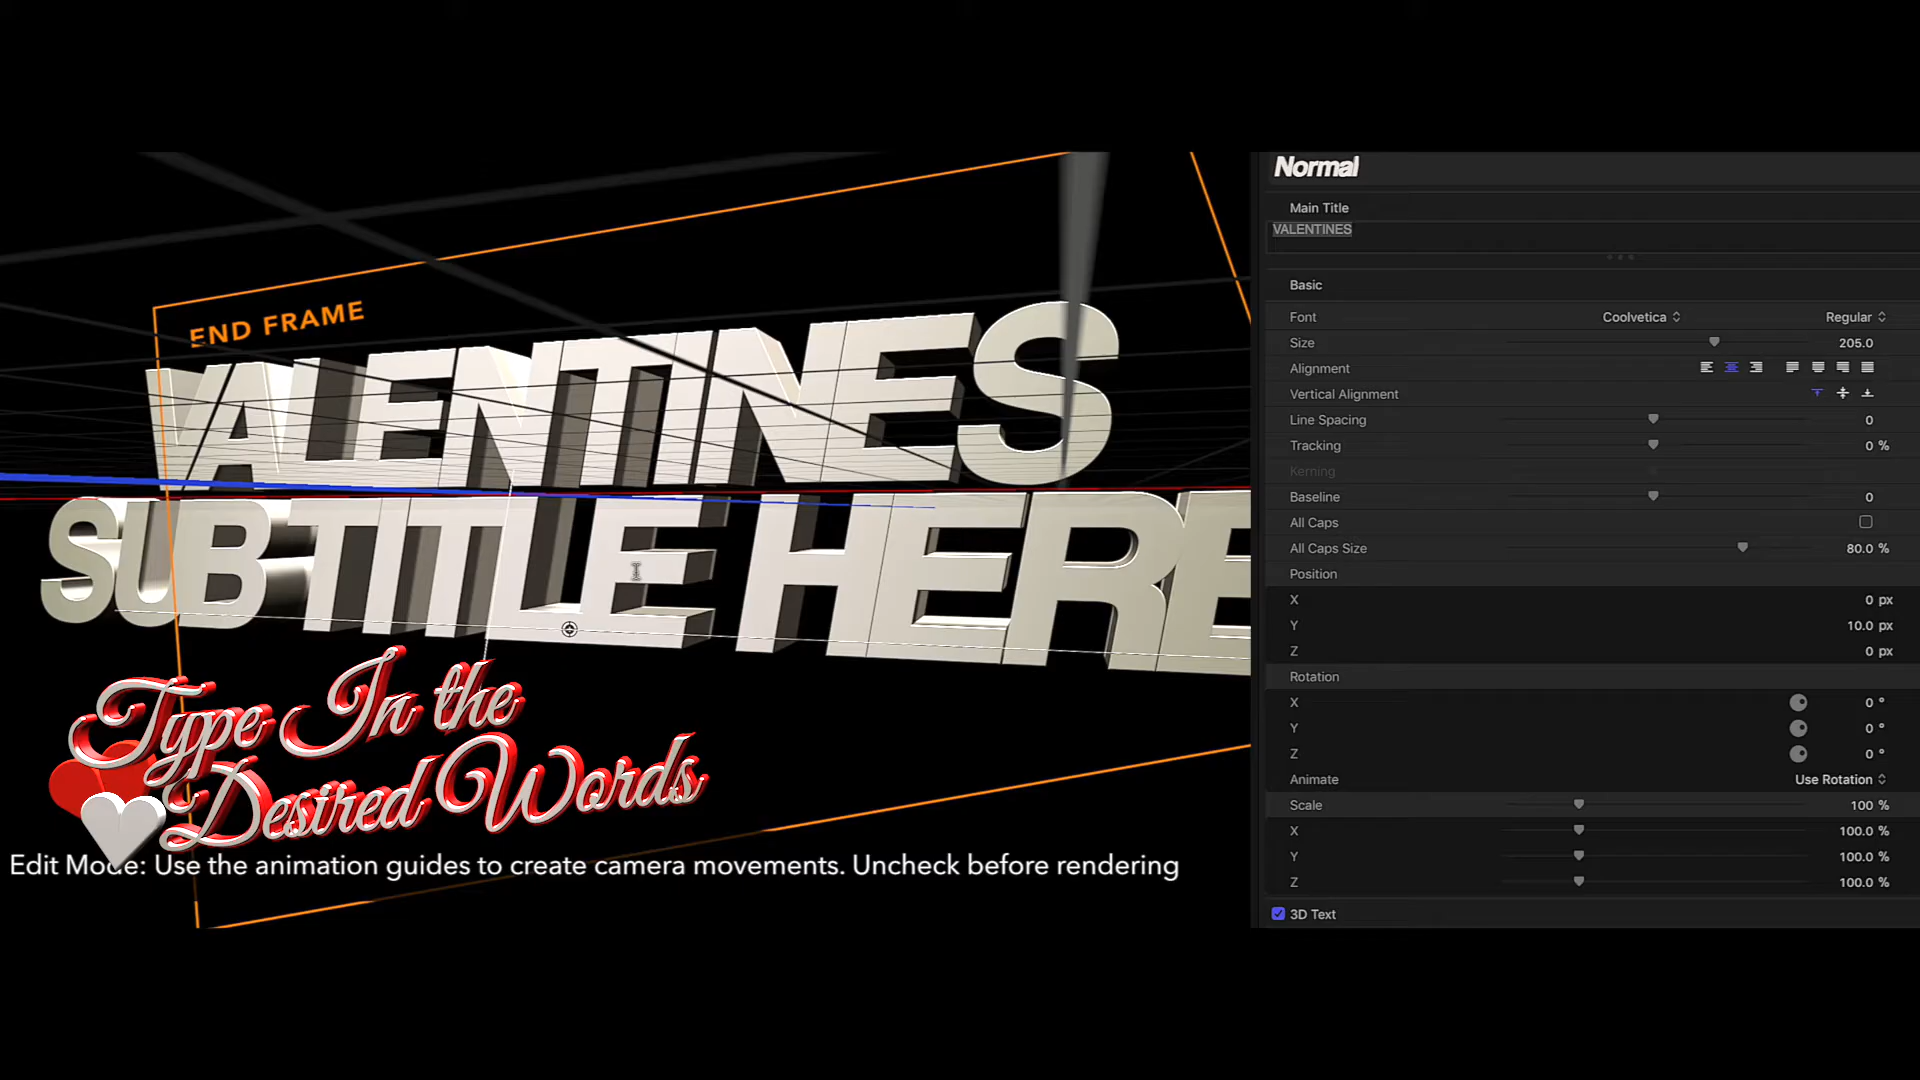 END FRAME
VALENTINES
SUBTITLE HERE
Type In the
Desired Words
Edit Mode: Use the animation guides to create camera movements. Uncheck before rendering
Normal
Main Title
VALENTINES
Basic
Font Coolvetica Regular
Size 205.0
Alignment
Vertical Alignment
Line Spacing 0
Tracking 0 %
Kerning
Baseline 0
All Caps
All Caps Size 80.0 %
Position
X 0 px
Y 10.0 px
Z 0 px
Rotation
X 0 °
Y 0 °
Z 0 °
Animate Use Rotation
Scale 100 %
X 100.0 %
Y 100.0 %
Z 100.0 %
3D Text